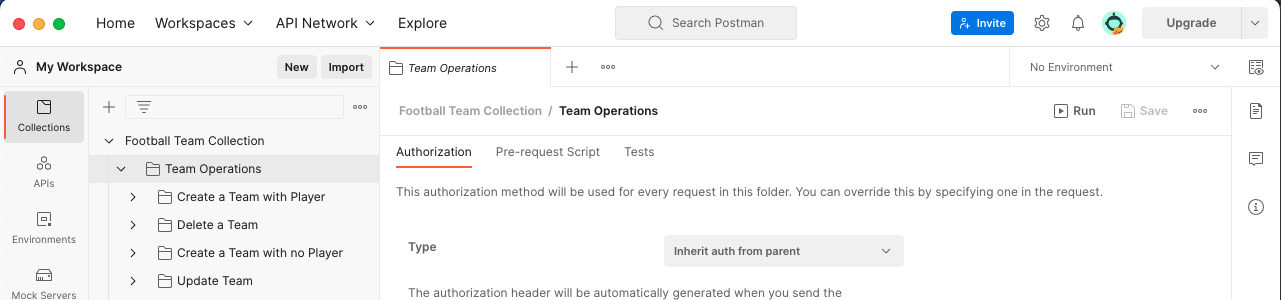 Home Workspaces API Network Explore Search Postman Invite Upgrade
My Workspace New Import Team Operations No Environment
Football Team Collection / Team Operations Run Save
Collections
Football Team Collection
Authorization Pre-request Script Tests
Team Operations
APIs
This authorization method will be used for every request in this folder. You can override this by specifying one in the request.
Create a Team with Player
Delete a Team
Environments
Create a Team with no Player
Type Inherit auth from parent
Update Team
Mock Servers
The authorization header will be automatically generated when you send the